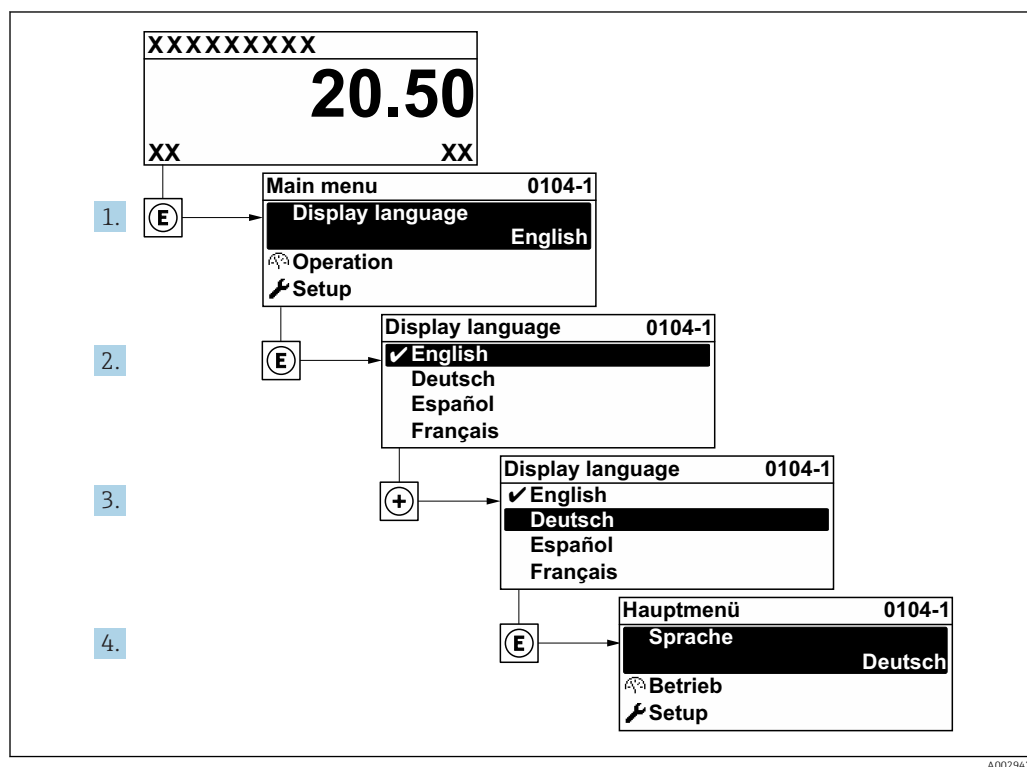 XXXXXXXXX
20.50
XX XX
Main menu 0104-1
1. E Display language
English
Operation
Setup
Display language 0104-1
2. E ✔English
Deutsch
Español
Français
Display language 0104-1
3. + ✔English
Deutsch
Español
Français
Hauptmenü 0104-1
4. E Sprache
Deutsch
Betrieb
Setup